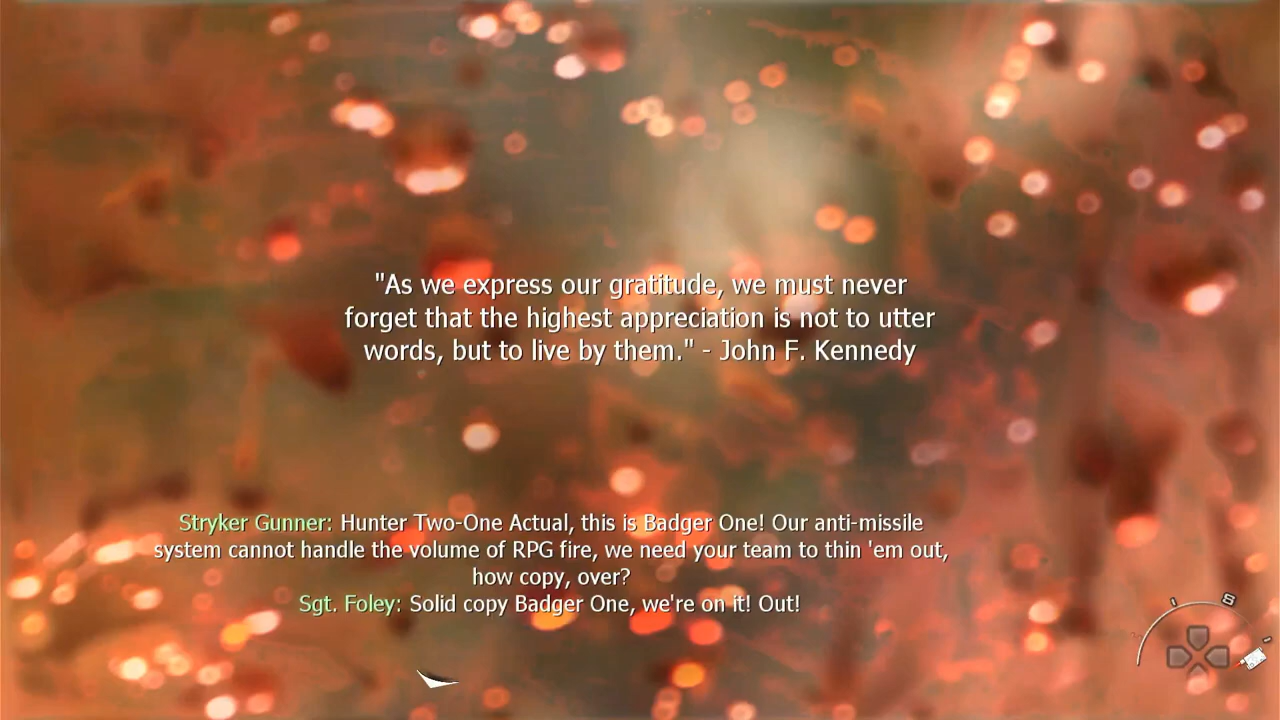 "As we express our gratitude, we must never
forget that the highest appreciation is not to utter
words, but to live by them." - John F. Kennedy
Stryker Gunner: Hunter Two-One Actual, this is Badger One! Our anti-missile
system cannot handle the volume of RPG fire, we need your team to thin 'em out,
how copy, over?
Sgt. Foley: Solid copy Badger One, we're on it! Out!
S